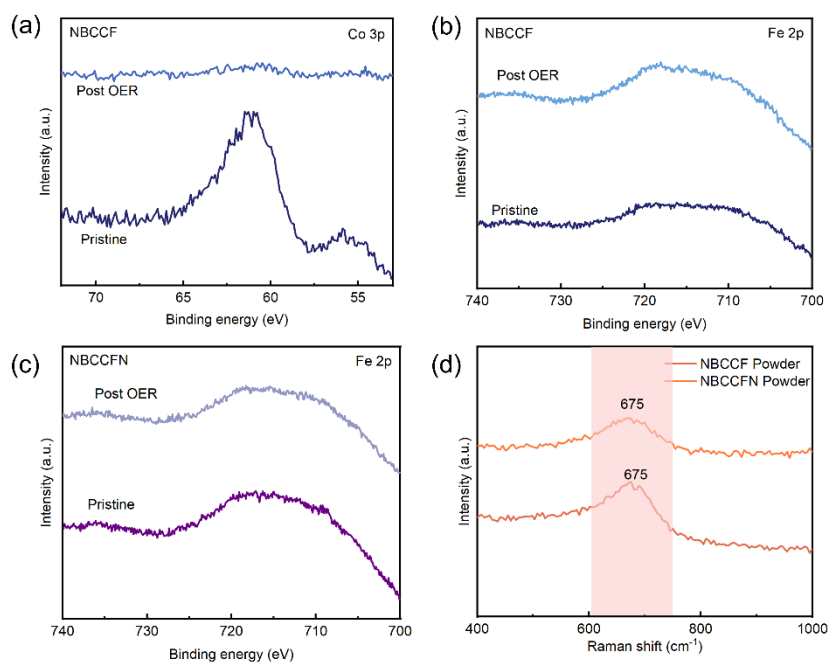 (a)
NBCCF
Co 3p
Post OER
Pristine
Intensity (a.u.)
70 65 60 55
Binding energy (eV)
(b)
NBCCF
Fe 2p
Post OER
Pristine
Intensity (a.u.)
740 730 720 710 700
Binding energy (eV)
(c)
NBCCFN
Fe 2p
Post OER
Pristine
Intensity (a.u.)
740 730 720 710 700
Binding energy (eV)
(d)
NBCCF Powder
NBCCFN Powder
675
675
Intensity (a.u.)
400 600 800 1000
Raman shift (cm⁻¹)